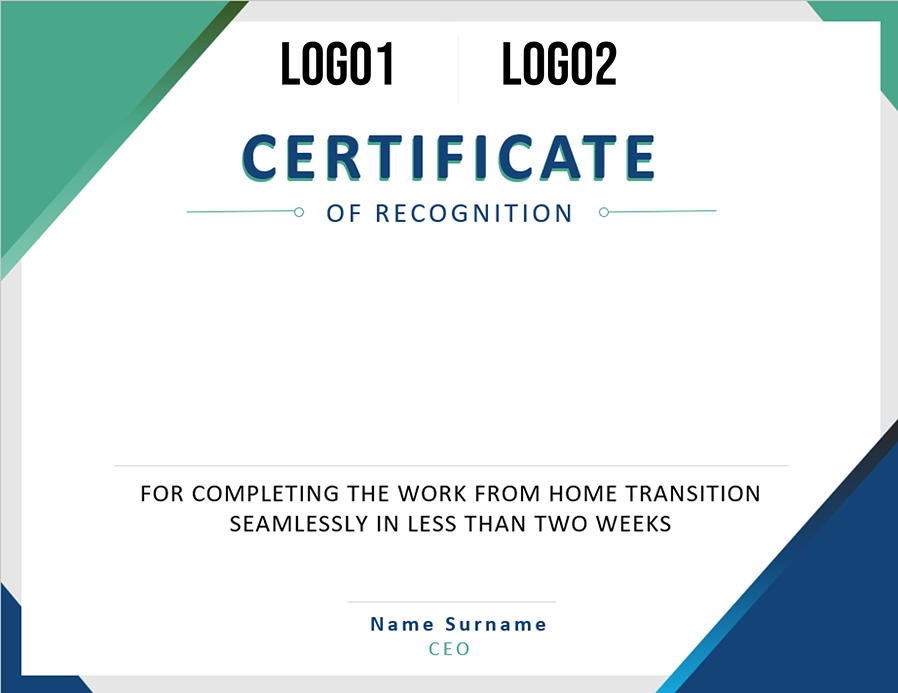 LOGO1 LOGO2
CERTIFICATE
OF RECOGNITION
FOR COMPLETING THE WORK FROM HOME TRANSITION
SEAMLESSLY IN LESS THAN TWO WEEKS
Name Surname
CEO